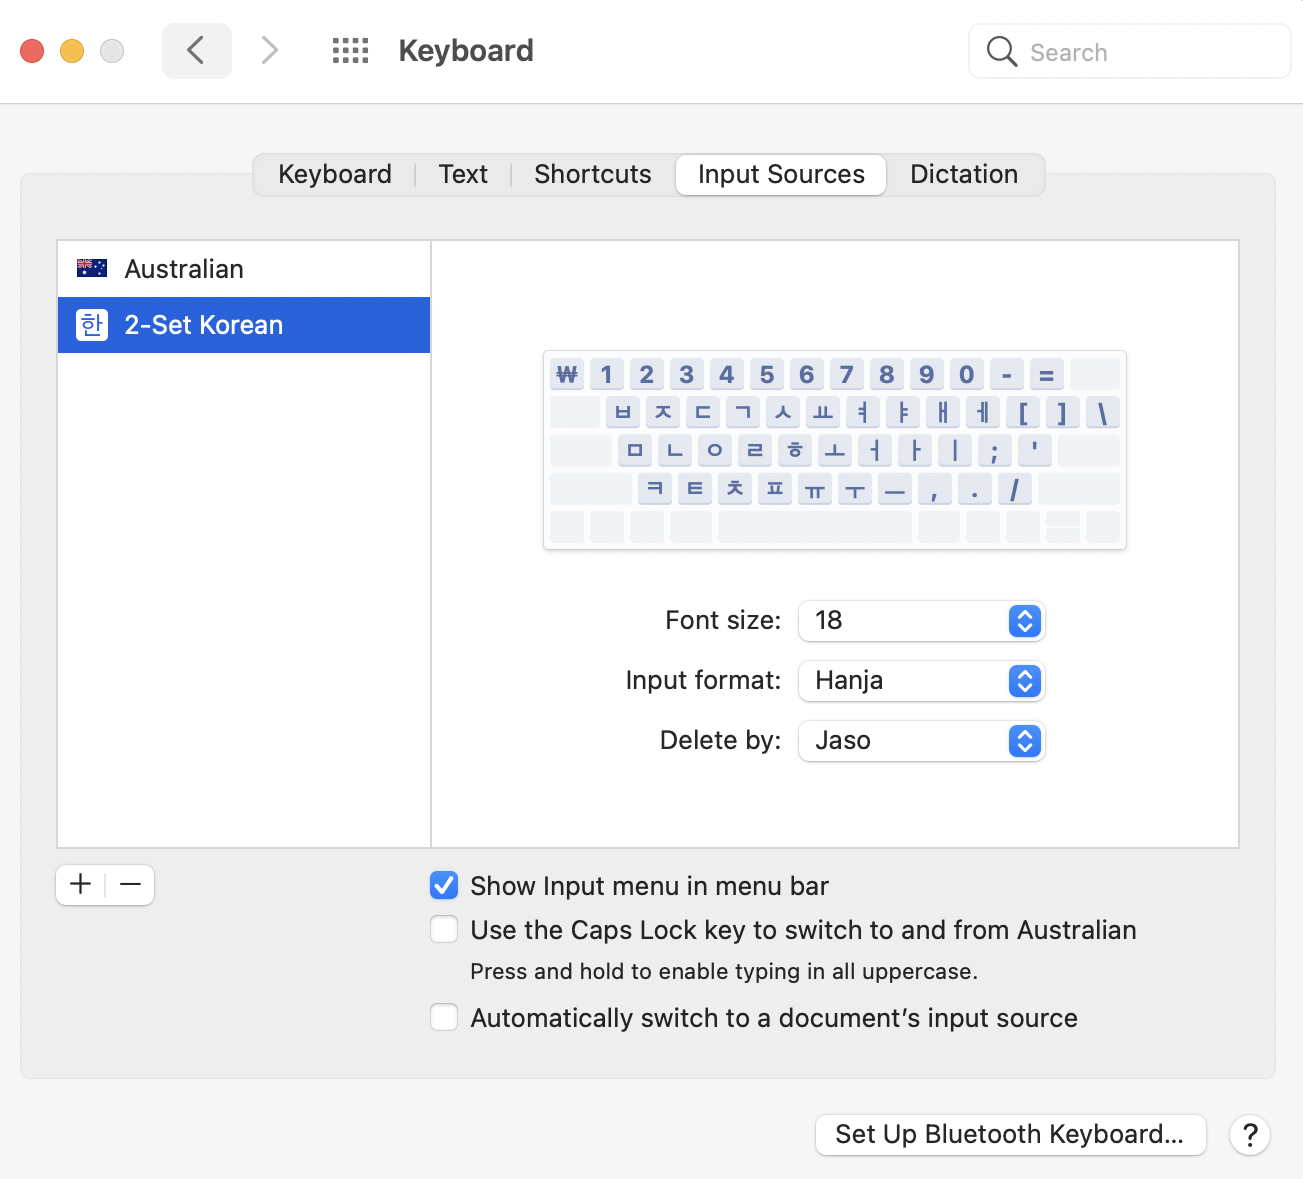 Keyboard
Search
Keyboard Text Shortcuts Input Sources Dictation
Australian
한 2-Set Korean
₩ 1 2 3 4 5 6 7 8 9 0 - =
ㅂ ㅈ ㄷ ㄱ ㅅ ㅛ ㅕ ㅑ ㅐ ㅔ [ ] \
ㅁ ㄴ ㅇ ㄹ ㅎ ㅗ ㅓ ㅏ ㅣ ; '
ㅋ ㅌ ㅊ ㅍ ㅠ ㅜ ㅡ , . /
Font size: 18
Input format: Hanja
Delete by: Jaso
+ −
Show Input menu in menu bar
Use the Caps Lock key to switch to and from Australian
Press and hold to enable typing in all uppercase.
Automatically switch to a document’s input source
Set Up Bluetooth Keyboard... ?